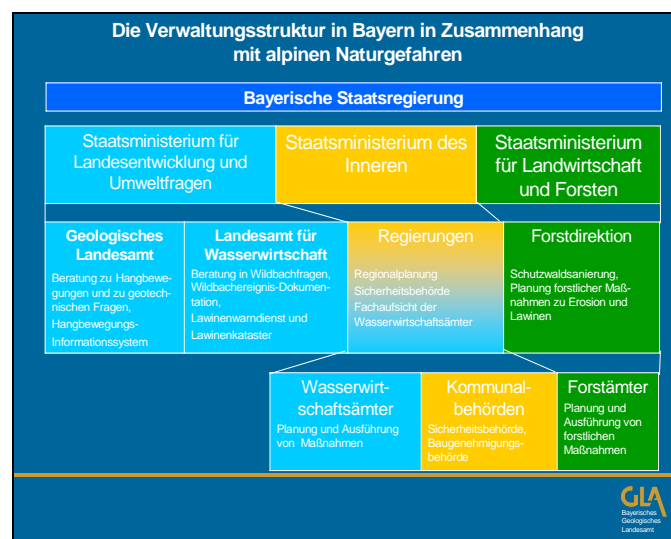 Die Verwaltungsstruktur in Bayern in Zusammenhang
mit alpinen Naturgefahren
Bayerische Staatsregierung
Staatsministerium für
Landesentwicklung und
Umweltfragen
Staatsministerium des
Inneren
Staatsministerium
für Landwirtschaft
und Forsten
Geologisches
Landesamt
Beratung zu Hangbewe-
gungen und zu geotech-
nischen Fragen,
Hangbewegungs-
Informationssystem
Landesamt für
Wasserwirtschaft
Beratung in Wildbachfragen,
Wildbachereignis-Dokumen-
tation,
Lawinenwarndienst und
Lawinenkataster
Regierungen
Regionalplanung
Sicherheitsbehörde
Fachaufsicht der
Wasserwirtschaftsämter
Forstdirektion
Schutzwaldsanierung,
Planung forstlicher Maß-
nahmen zu Erosion und
Lawinen
Wasserwirt-
schaftsämter
Planung und Ausführung
von Maßnahmen
Kommunal-
behörden
Sicherheitsbehörde,
Baugenehmigungs-
behörde
Forstämter
Planung und
Ausführung von
forstlichen
Maßnahmen
GLA
Bayerisches
Geologisches
Landesamt